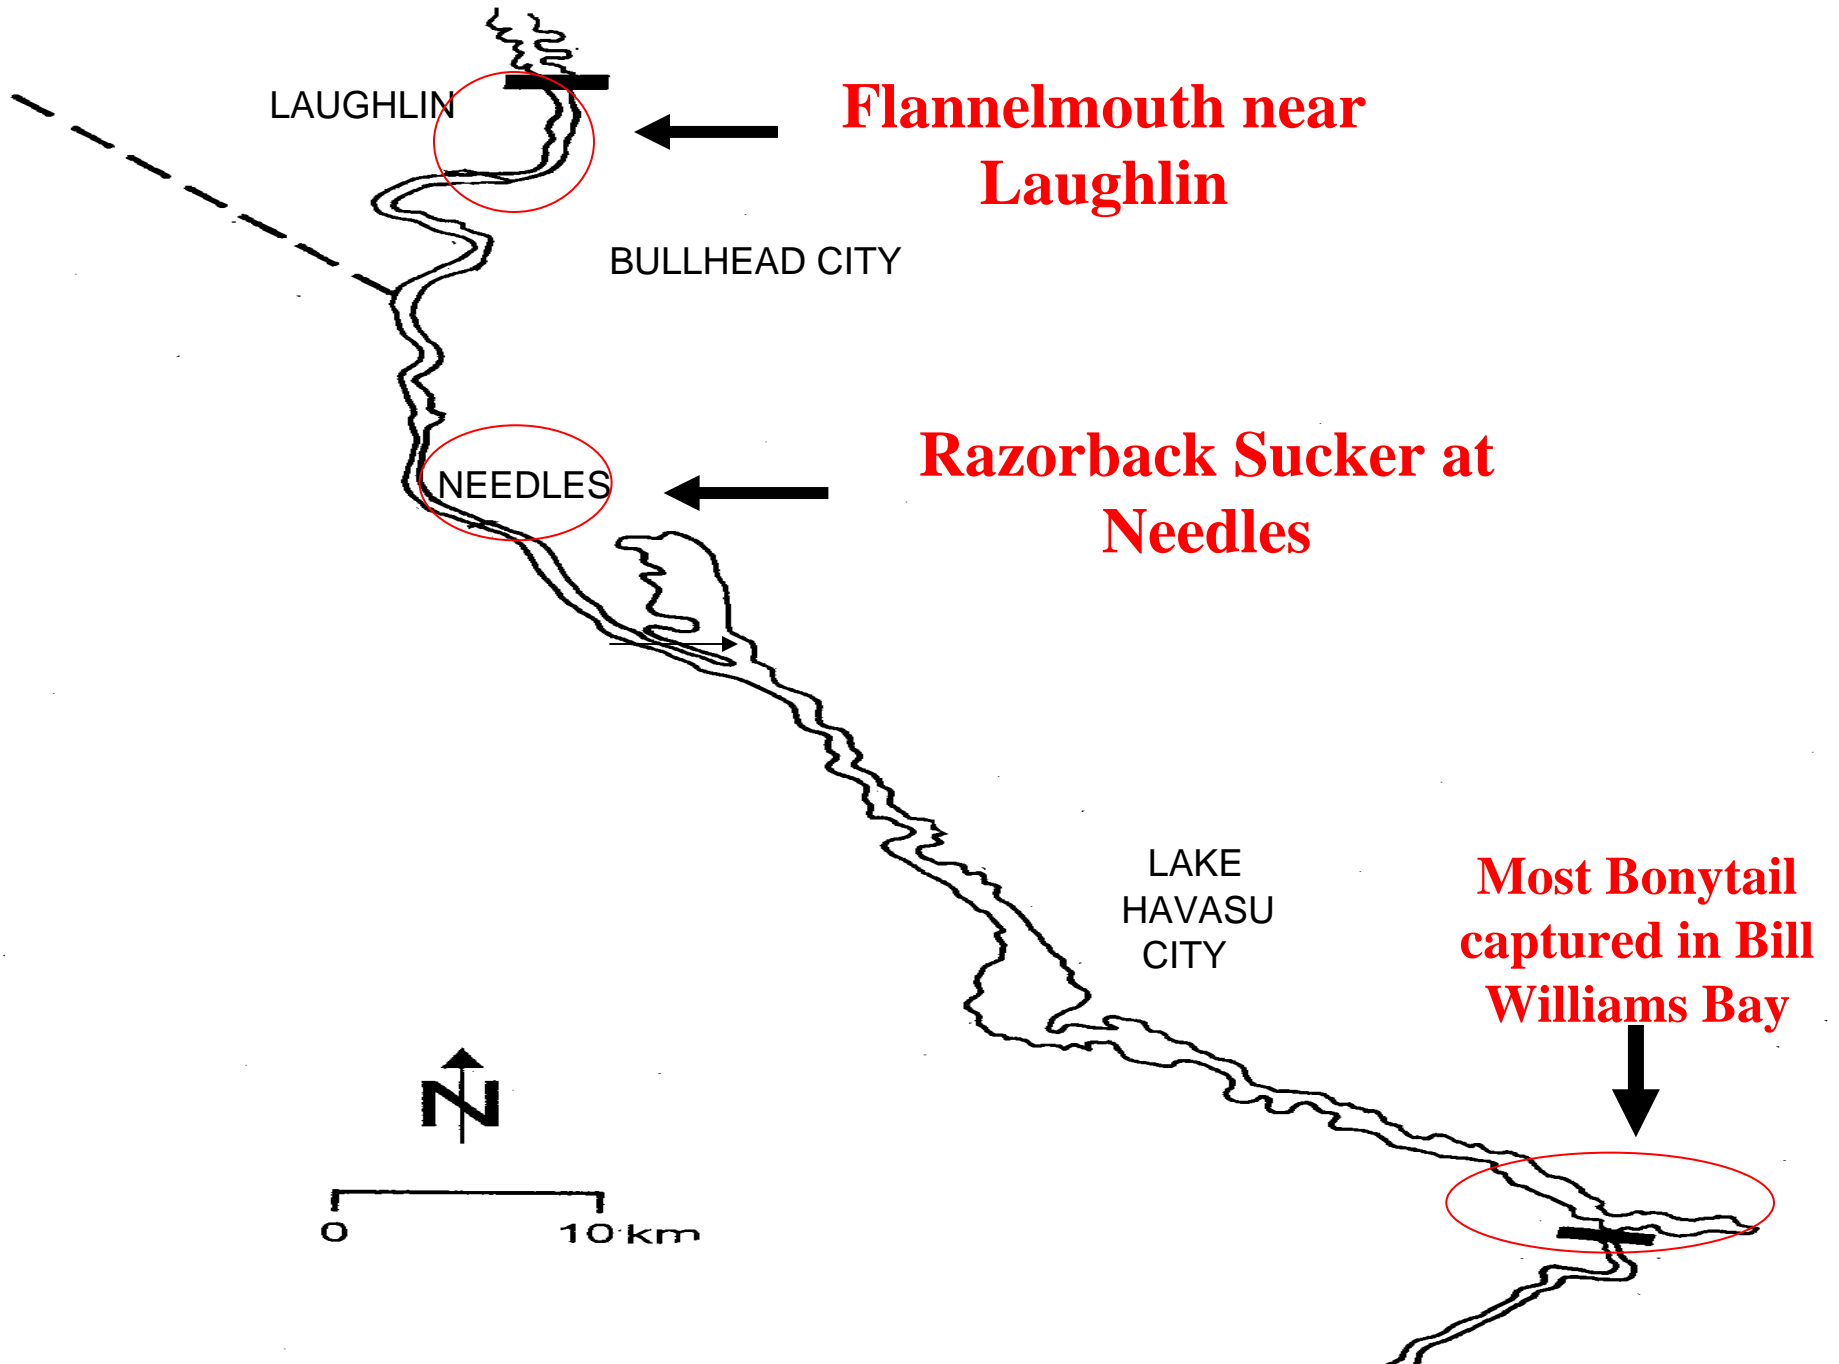 LAUGHLIN
Flannelmouth near
Laughlin
BULLHEAD CITY
Razorback Sucker at
Needles
NEEDLES
LAKE
HAVASU
CITY
Most Bonytail
captured in Bill
Williams Bay
N
0 10 km